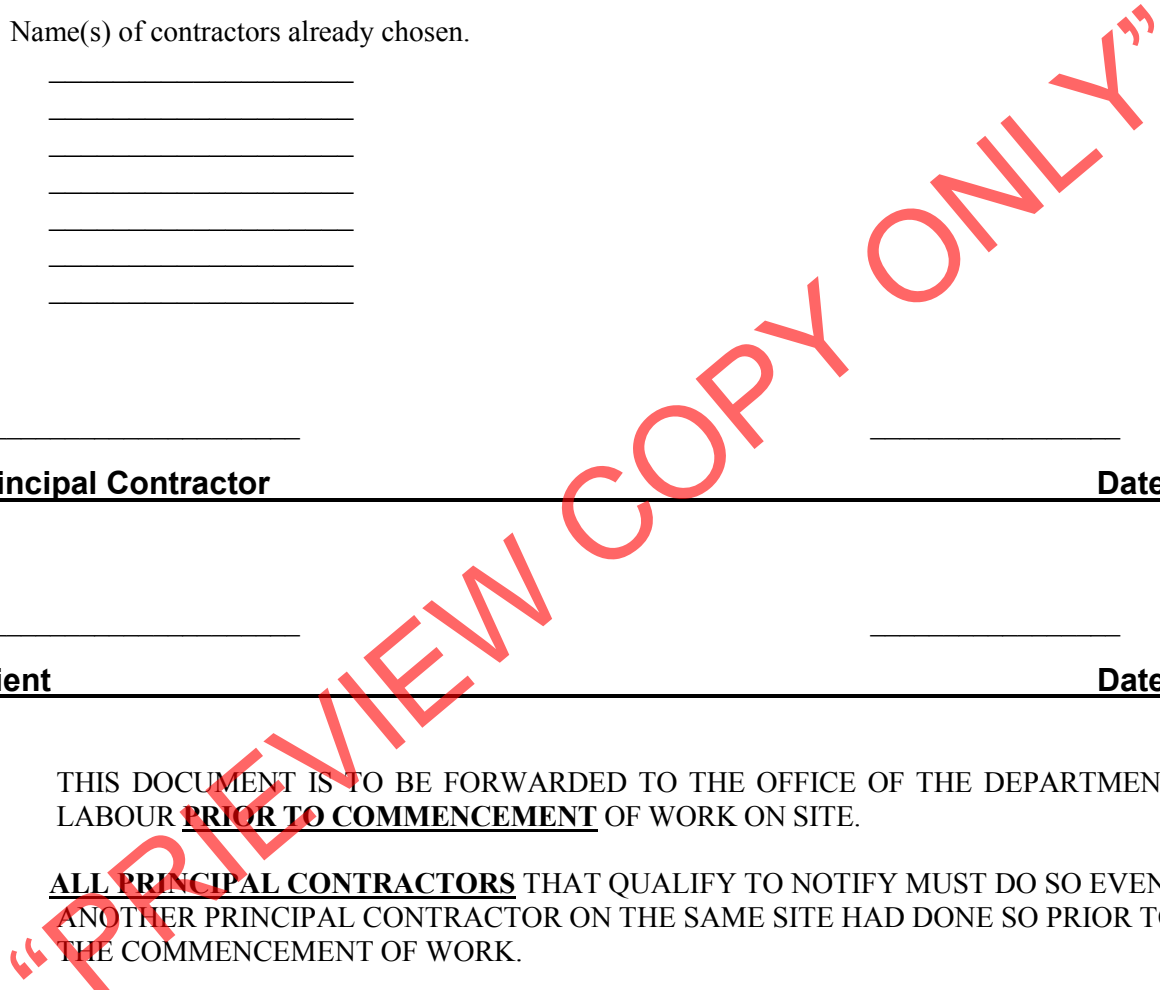 Name(s) of contractors already chosen.
incipal Contractor Date
ient Date
THIS DOCUMENT IS TO BE FORWARDED TO THE OFFICE OF THE DEPARTMEN
LABOUR PRIOR TO COMMENCEMENT OF WORK ON SITE.
ALL PRINCIPAL CONTRACTORS THAT QUALIFY TO NOTIFY MUST DO SO EVEN
ANOTHER PRINCIPAL CONTRACTOR ON THE SAME SITE HAD DONE SO PRIOR TO
THE COMMENCEMENT OF WORK.
“PRIEVIEW COPY ONLY”